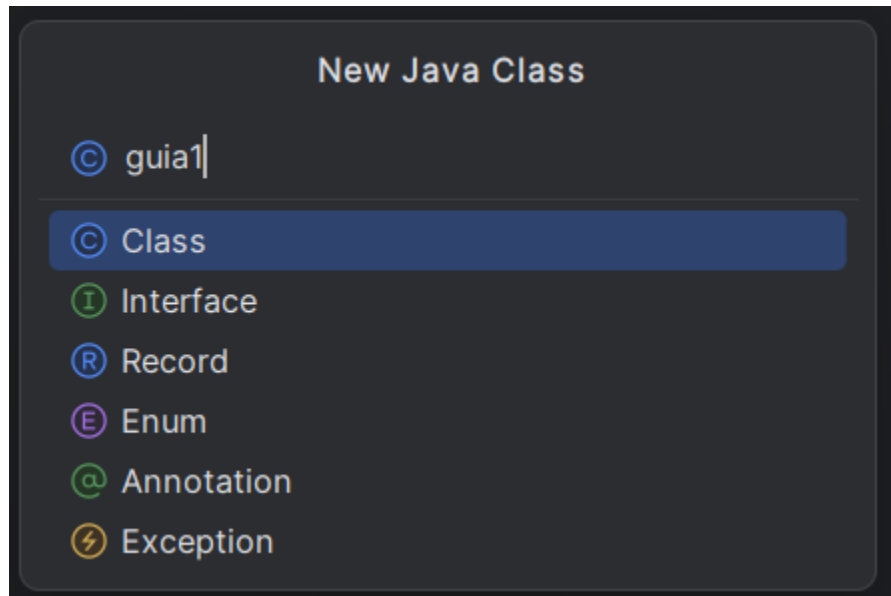 New Java Class
C guia1
C Class
I Interface
R Record
E Enum
@ Annotation
Exception